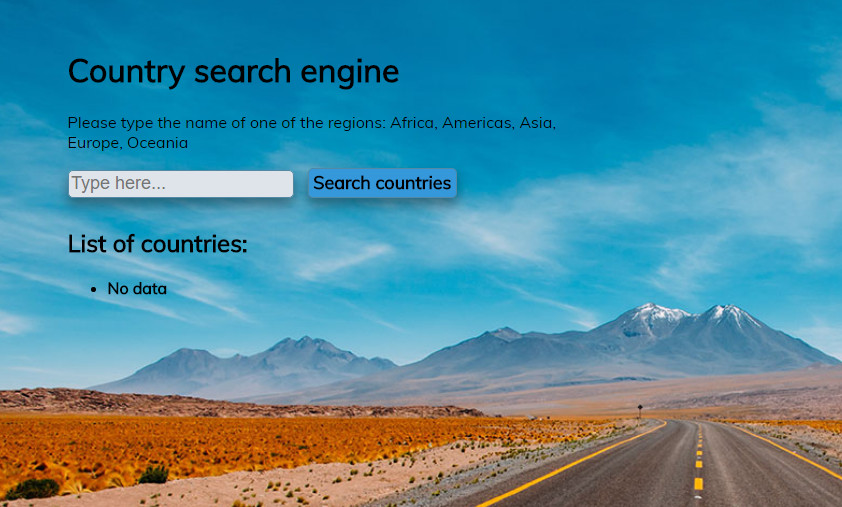 Country search engine
Please type the name of one of the regions: Africa, Americas, Asia,
Europe, Oceania
Type here...
Search countries
List of countries:
No data